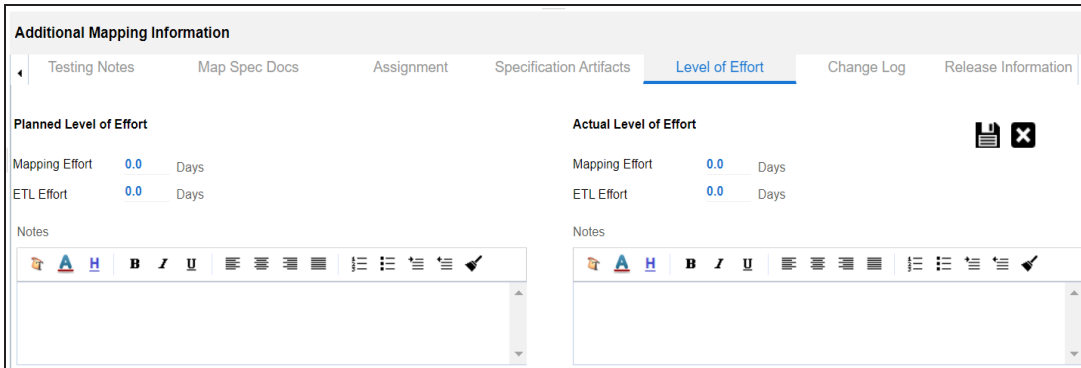 Additional Mapping Information
Testing Notes Map Spec Docs Assignment Specification Artifacts Level of Effort Change Log Release Information
Planned Level of Effort
Mapping Effort 0.0 Days
ETL Effort 0.0 Days
Notes
A H B I U
Actual Level of Effort
Mapping Effort 0.0 Days
ETL Effort 0.0 Days
Notes
A H B I U